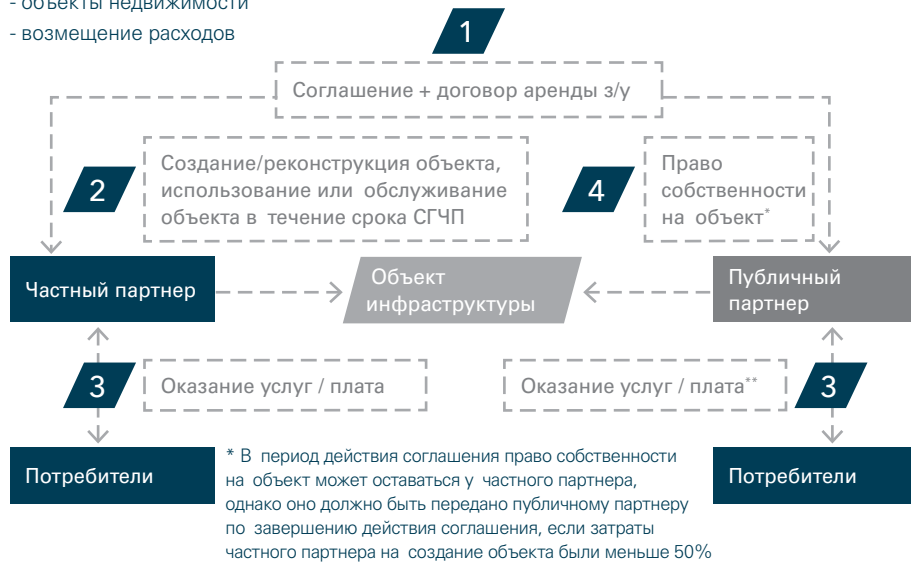 - объекты недвижимости
- возмещение расходов
1
Соглашение + договор аренды з/у
2
Создание/реконструкция объекта,
использование или обслуживание
объекта в течение срока СГЧП
4
Право
собственности
на объект*
Частный партнер
Объект
инфраструктуры
Публичный
партнер
3
Оказание услуг / плата
Оказание услуг / плата**
3
Потребители
* В период действия соглашения право собственности
на объект может оставаться у частного партнера,
однако оно должно быть передано публичному партнеру
по завершению действия соглашения, если затраты
частного партнера на создание объекта были меньше 50%
Потребители